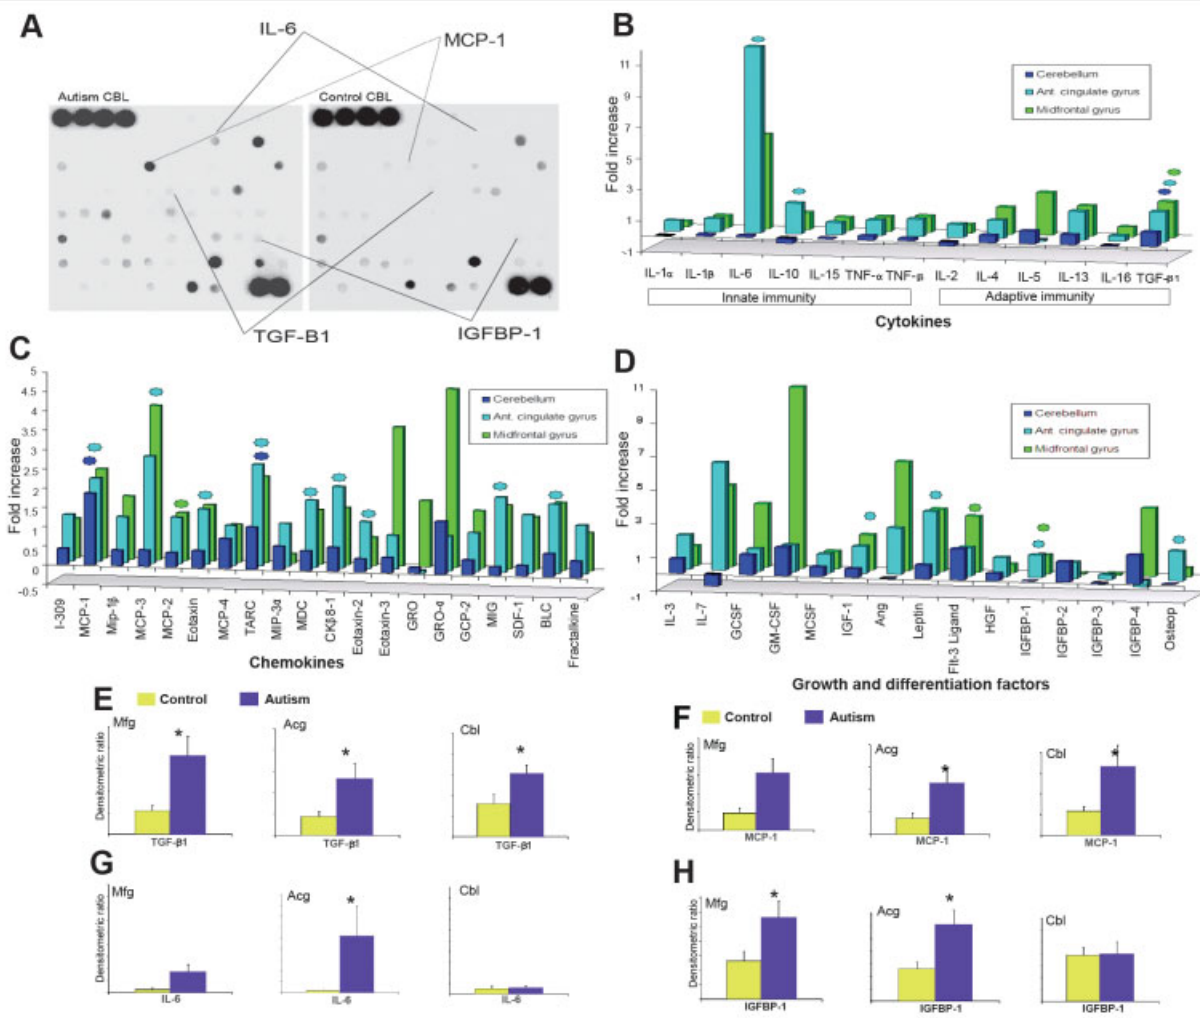 A
IL-6
MCP-1
Autism CBL
Control CBL
TGF-B1
IGFBP-1
B
Fold increase
11
9
7
5
3
1
-1
Cerebellum
Ant. cingulate gyrus
Midfrontal gyrus
IL-1α
IL-1β
IL-6
IL-10
IL-15
TNF-α
TNF-β
IL-2
IL-4
IL-5
IL-13
IL-16
TGF-β1
Innate immunity
Adaptive immunity
Cytokines
C
Fold increase
5
4.5
4
3.5
3
2.5
2
1.5
1
0.5
0
-0.5
Cerebellum
Ant. cingulate gyrus
Midfrontal gyrus
I-309
MCP-1
Mip-1β
MCP-3
MCP-2
Eotaxin
MCP-4
TARC
MIP-3α
MDC
CKβ8-1
Eotaxin-2
Eotaxin-3
GRO
GRO-α
GCP-2
MIG
SDF-1
BLC
Fractalkine
Chemokines
D
Fold increase
11
9
7
5
3
1
-1
Cerebellum
Ant. cingulate gyrus
Midfrontal gyrus
IL-3
IL-7
GCSF
GM-CSF
MCSF
IGF-1
Ang
Leptin
Flt-3 Ligand
HGF
IGFBP-1
IGFBP-2
IGFBP-3
IGFBP-4
Osteop
Growth and differentiation factors
E
Control
Autism
Densitometric ratio
Mfg
*
TGF-β1
Acg
*
TGF-β1
Cbl
*
TGF-β1
F
Control
Autism
Densitometric ratio
Mfg
MCP-1
Acg
*
MCP-1
Cbl
*
MCP-1
G
Densitometric ratio
Mfg
IL-6
Acg
*
IL-6
Cbl
IL-6
H
Densitometric ratio
Mfg
*
IGFBP-1
Acg
*
IGFBP-1
Cbl
IGFBP-1